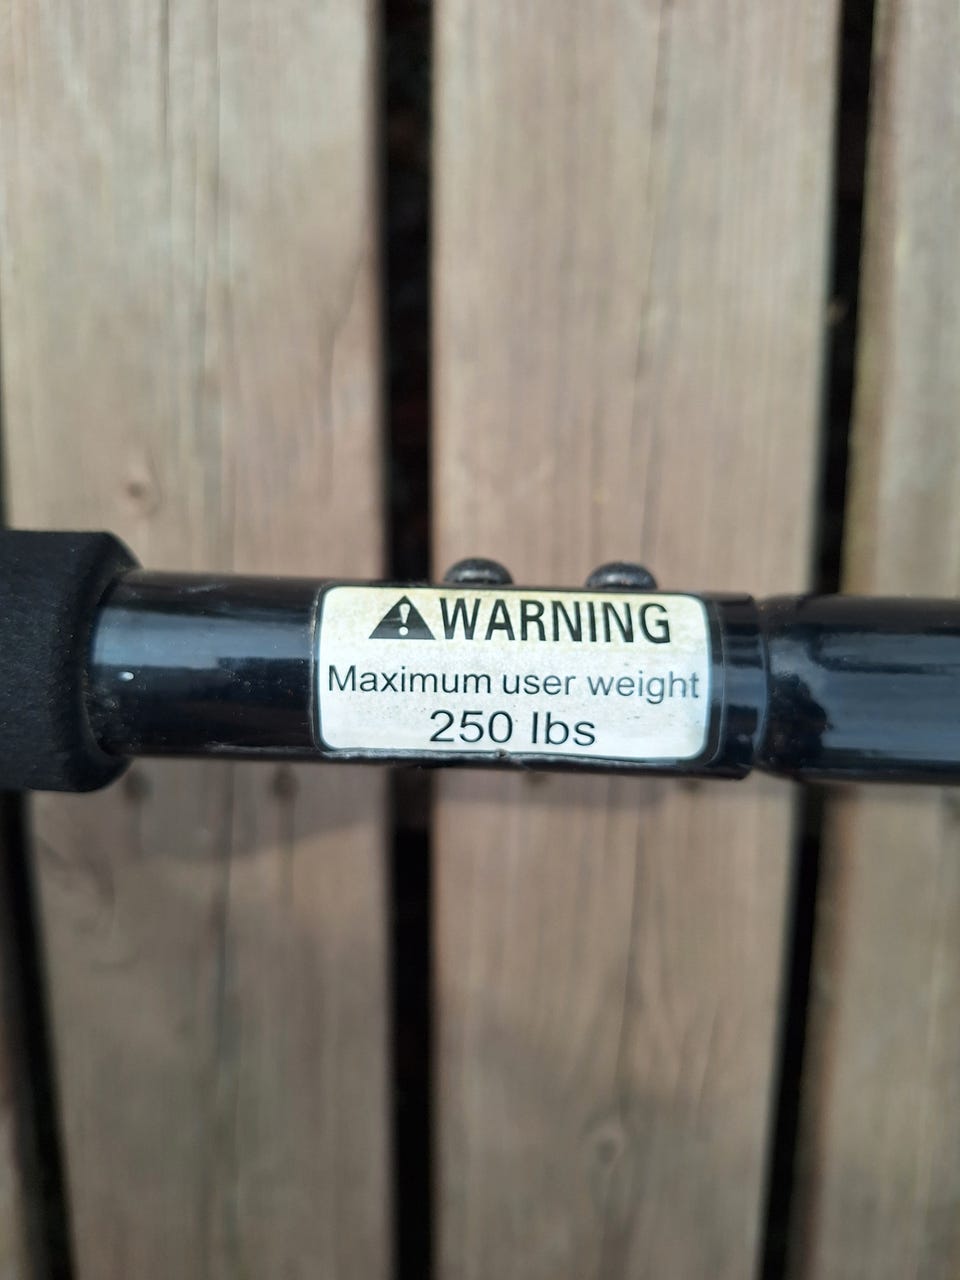 WARNING
Maximum user weight
250 lbs